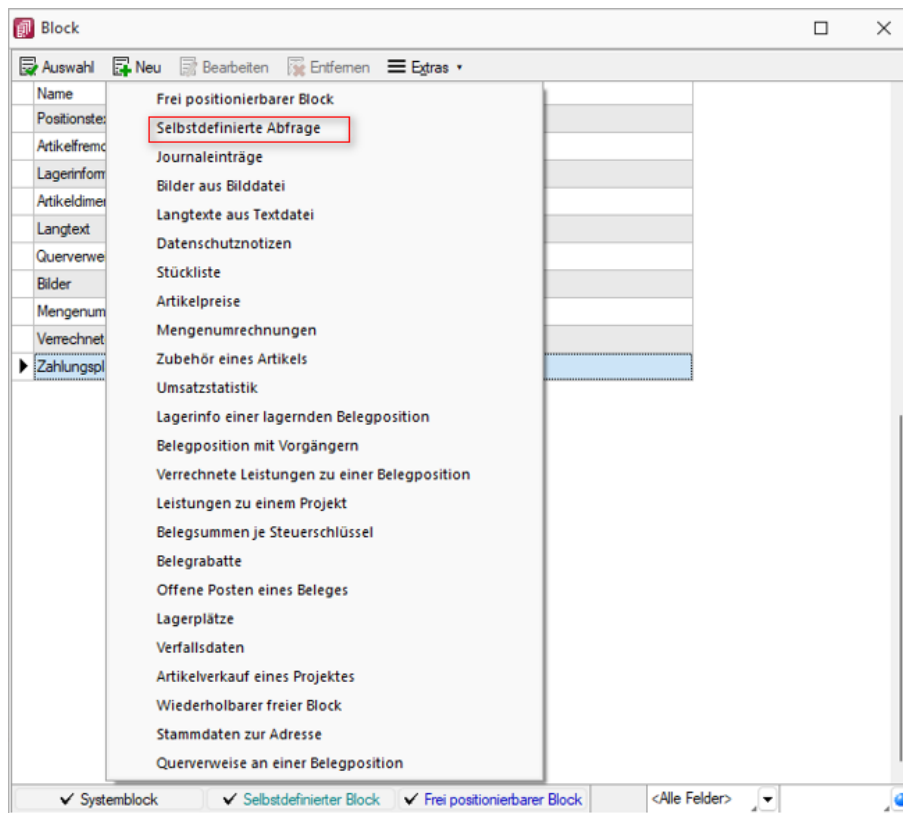 Block
Auswahl Neu Bearbeiten Entfernen Extras
Name
Positionstex
Artikelfremd
Lagerinform
Artikeldimen
Langtext
Querverwei
Bilder
Mengenum
Verrechnet
Zahlungspl
Frei positionierbarer Block
Selbstdefinierte Abfrage
Journaleinträge
Bilder aus Bilddatei
Langtexte aus Textdatei
Datenschutznotizen
Stückliste
Artikelpreise
Mengenumrechnungen
Zubehör eines Artikels
Umsatzstatistik
Lagerinfo einer lagernden Belegposition
Belegposition mit Vorgängern
Verrechnete Leistungen zu einer Belegposition
Leistungen zu einem Projekt
Belegsummen je Steuerschlüssel
Belegrabatte
Offene Posten eines Beleges
Lagerplätze
Verfallsdaten
Artikelverkauf eines Projektes
Wiederholbarer freier Block
Stammdaten zur Adresse
Querverweise an einer Belegposition
Systemblock Selbstdefinierter Block Frei positionierbarer Block <Alle Felder>